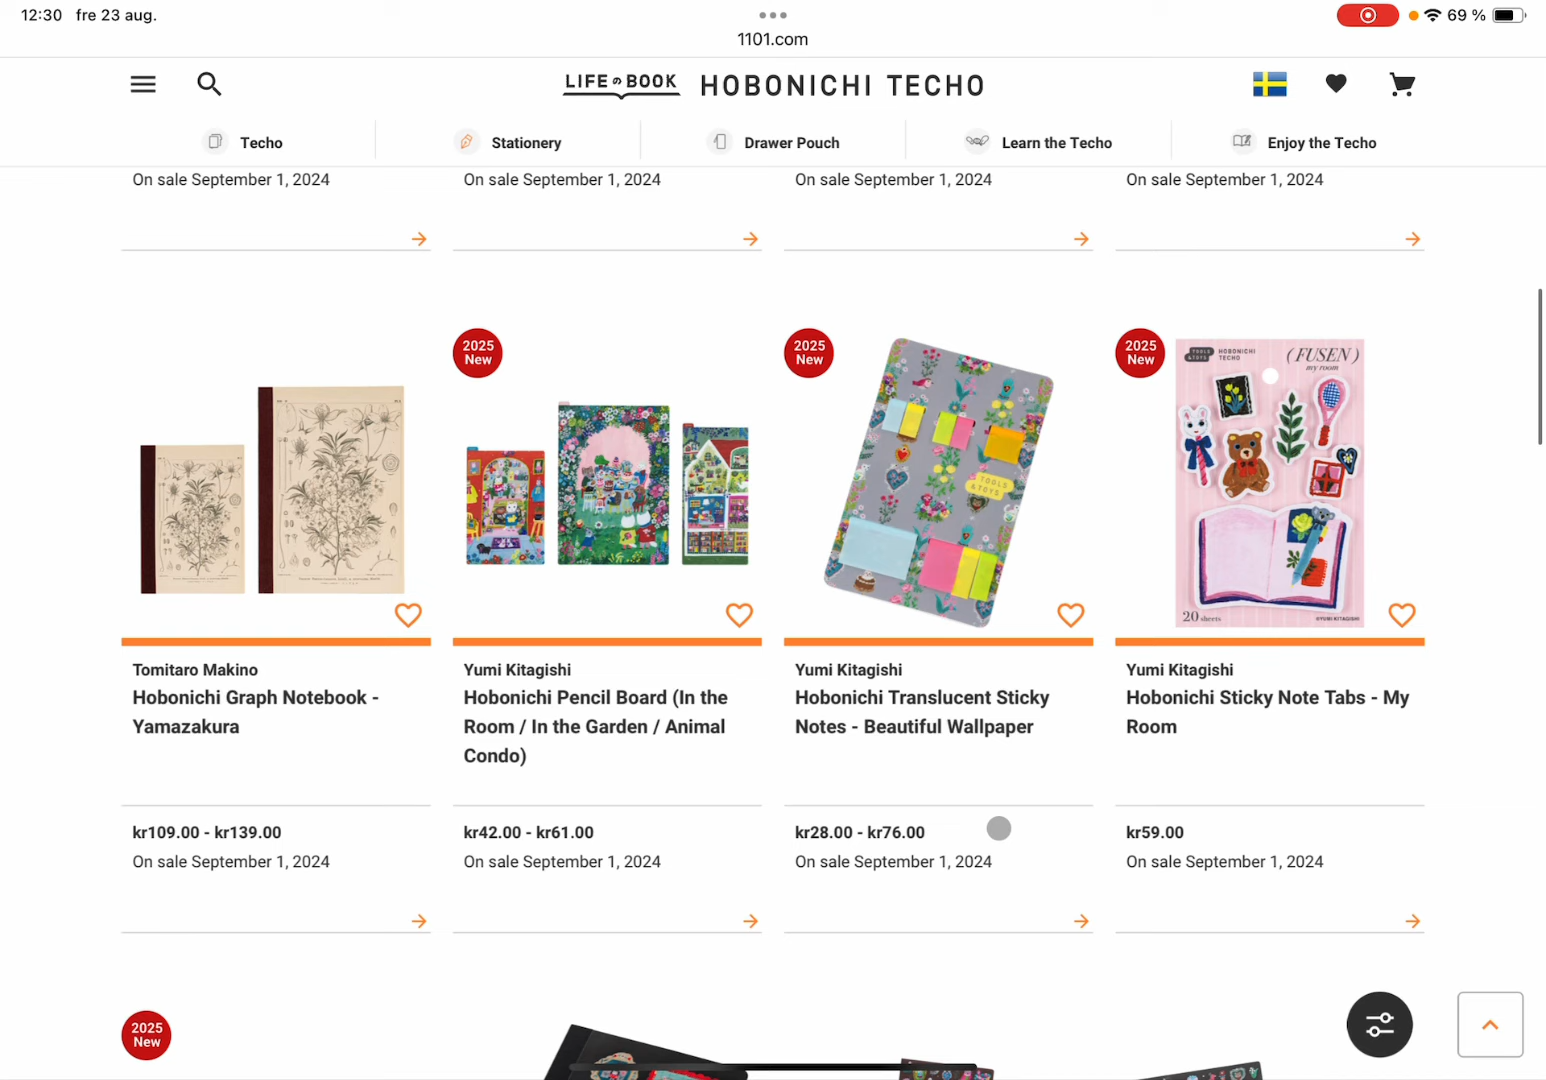 12:30 fre 23 aug.
69 %
1101.com
LIFE の BOOK HOBONICHI TECHO
Techo
Stationery
Drawer Pouch
Learn the Techo
Enjoy the Techo
On sale September 1, 2024
On sale September 1, 2024
On sale September 1, 2024
On sale September 1, 2024
Tomitaro Makino
Hobonichi Graph Notebook -
Yamazakura
kr109.00 - kr139.00
On sale September 1, 2024
2025
New
Yumi Kitagishi
Hobonichi Pencil Board (In the
Room / In the Garden / Animal
Condo)
kr42.00 - kr61.00
On sale September 1, 2024
2025
New
TOOLS
&TOYS
Yumi Kitagishi
Hobonichi Translucent Sticky
Notes - Beautiful Wallpaper
kr28.00 - kr76.00
On sale September 1, 2024
2025
New
TOOLS
&TOYS
HOBONICHI
TECHO
(FUSEN)
my room
20 sheets
©YUMI KITAGISHI
Yumi Kitagishi
Hobonichi Sticky Note Tabs - My
Room
kr59.00
On sale September 1, 2024
2025
New